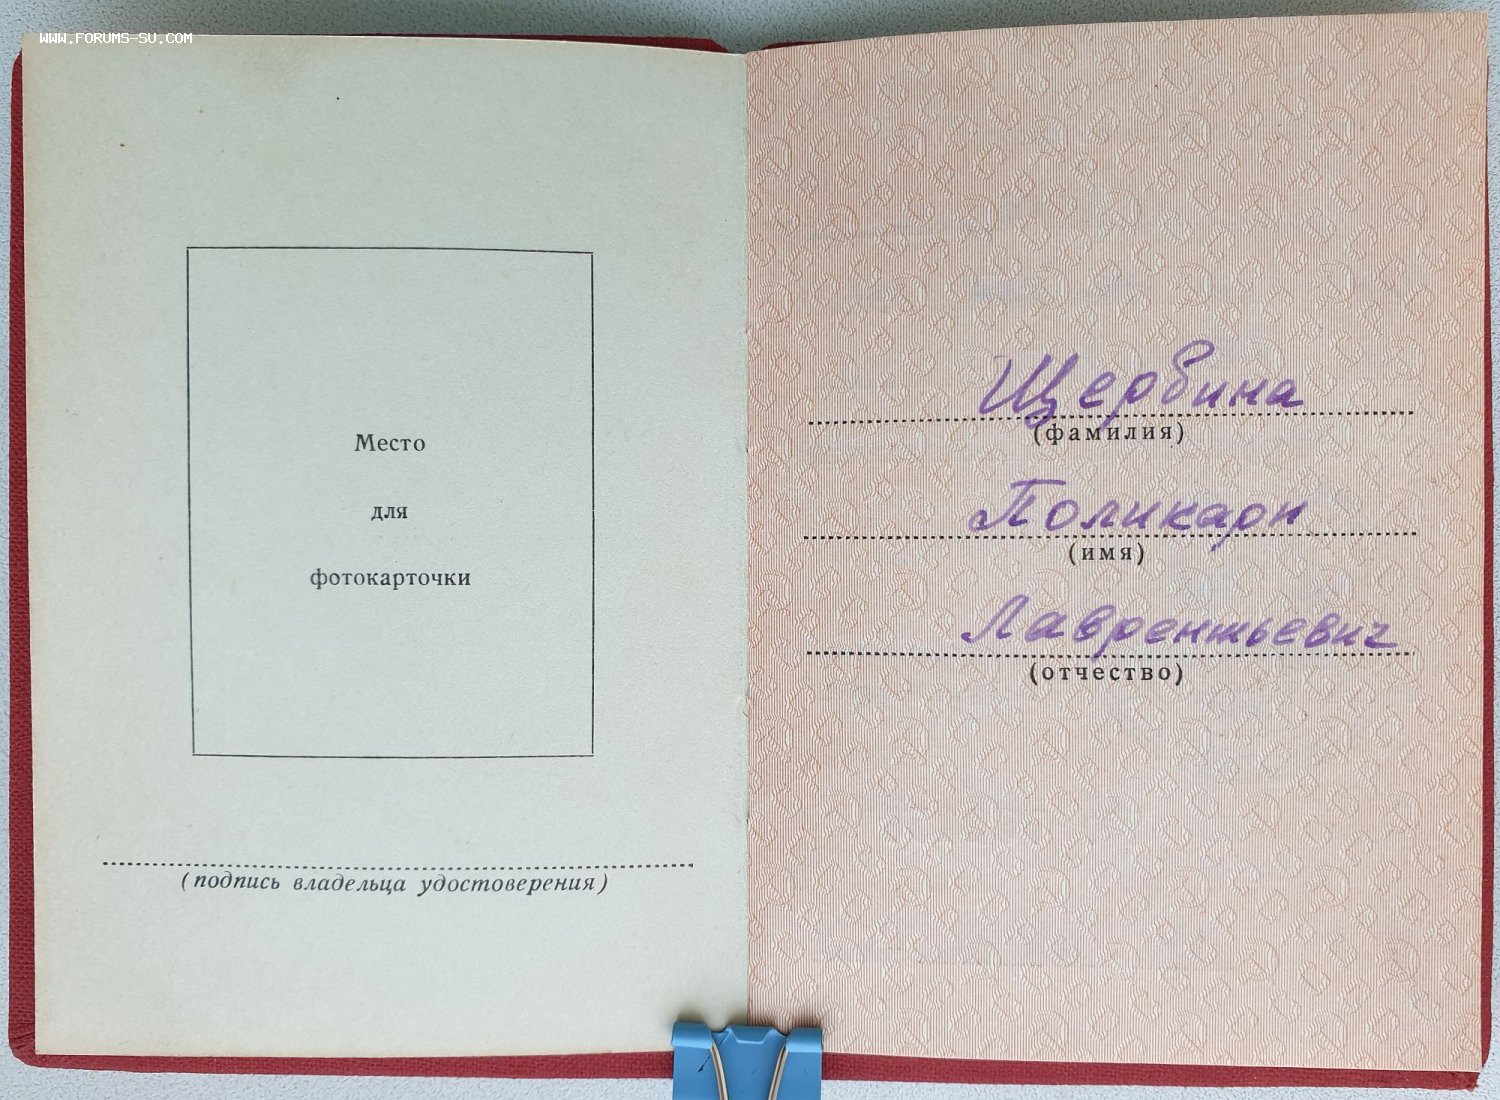 WWW.FORUMS-SU.COM
Место
для
фотокарточки
(подпись владельца удостоверения)
Щербина
(фамилия)
Поликарп
(имя)
Лаврентьевич
(отчество)